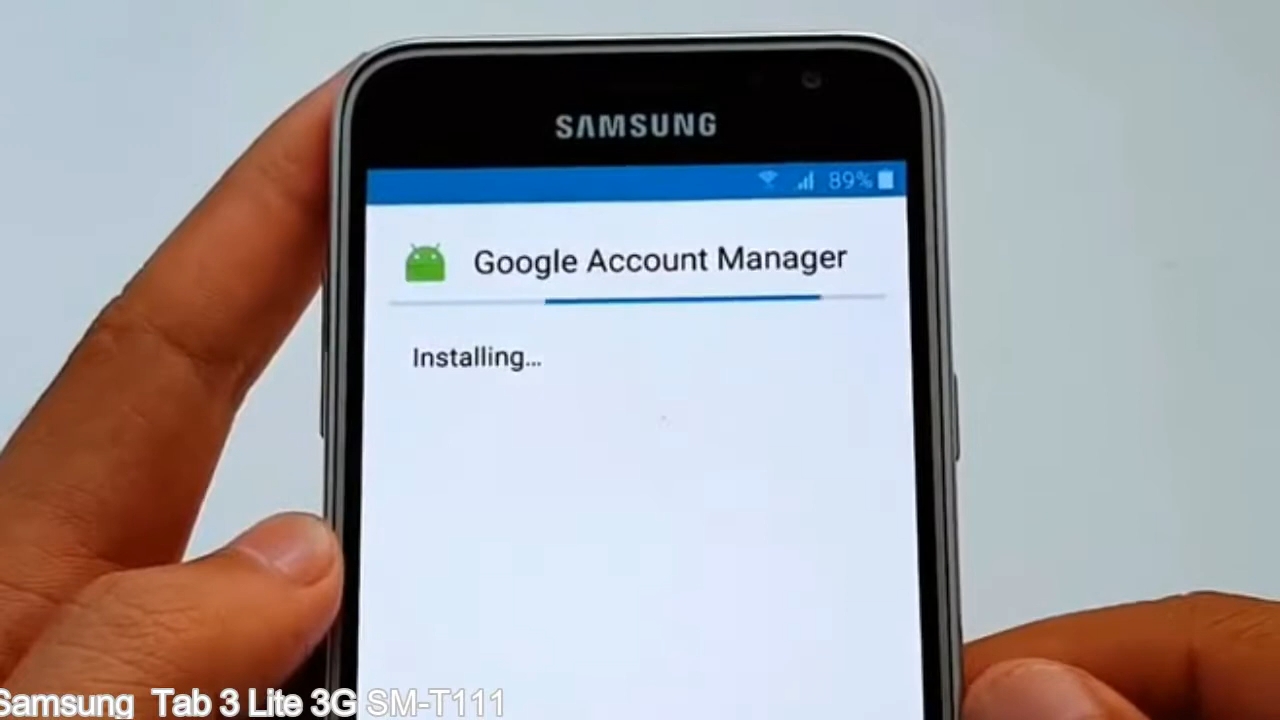 SAMSUNG
89%
Google Account Manager
Installing...
Samsung Tab 3 Lite 3G SM-T111